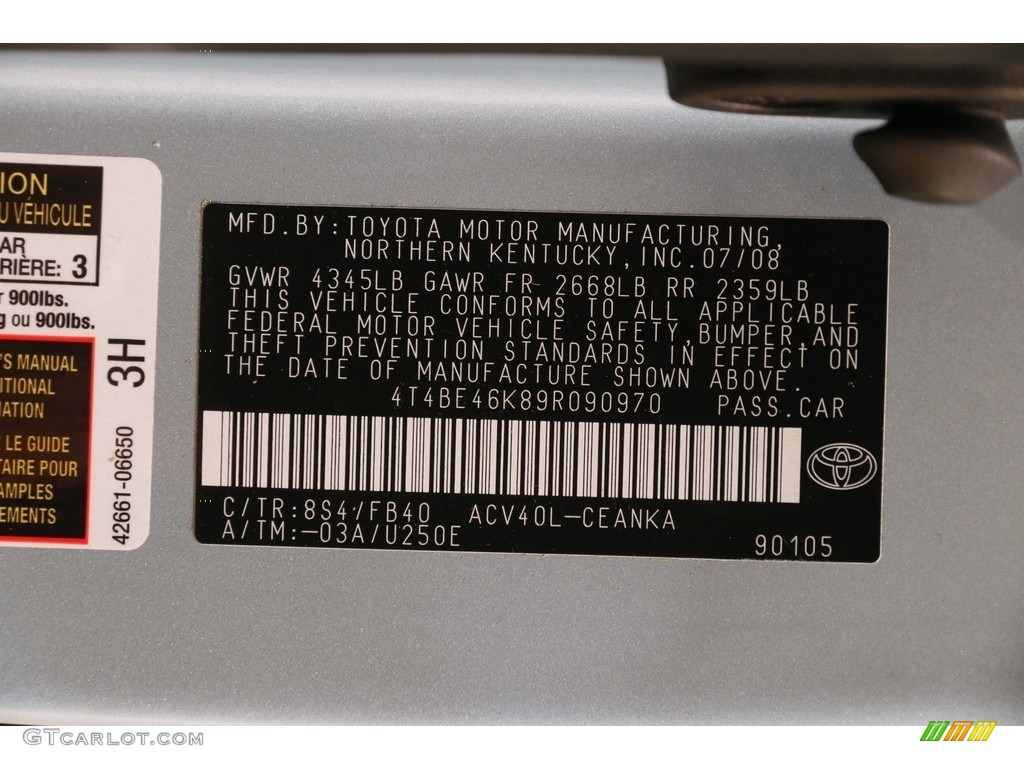 ION
U VÉHICULE
AR
RIÈRE: 3
r 900lbs.
g ou 900lbs.
'S MANUAL
ITIONAL
MATION
LE GUIDE
TAIRE POUR
AMPLES
EMENTS
3H
42661-06650
MFD. BY: TOYOTA MOTOR MANUFACTURING,
NORTHERN KENTUCKY, INC. 07/08
GVWR 4345LB GAWR FR 2668LB RR 2359LB
THIS VEHICLE CONFORMS TO ALL APPLICABLE
FEDERAL MOTOR VEHICLE SAFETY, BUMPER, AND
THEFT PREVENTION STANDARDS IN EFFECT ON
THE DATE OF MANUFACTURE SHOWN ABOVE.
4T4BE46K89R090970 PASS. CAR
C/TR: 8S4/FB40 ACV40L-CEANKA
A/TM: -03A/U250E
90105
GTCARLOT.COM